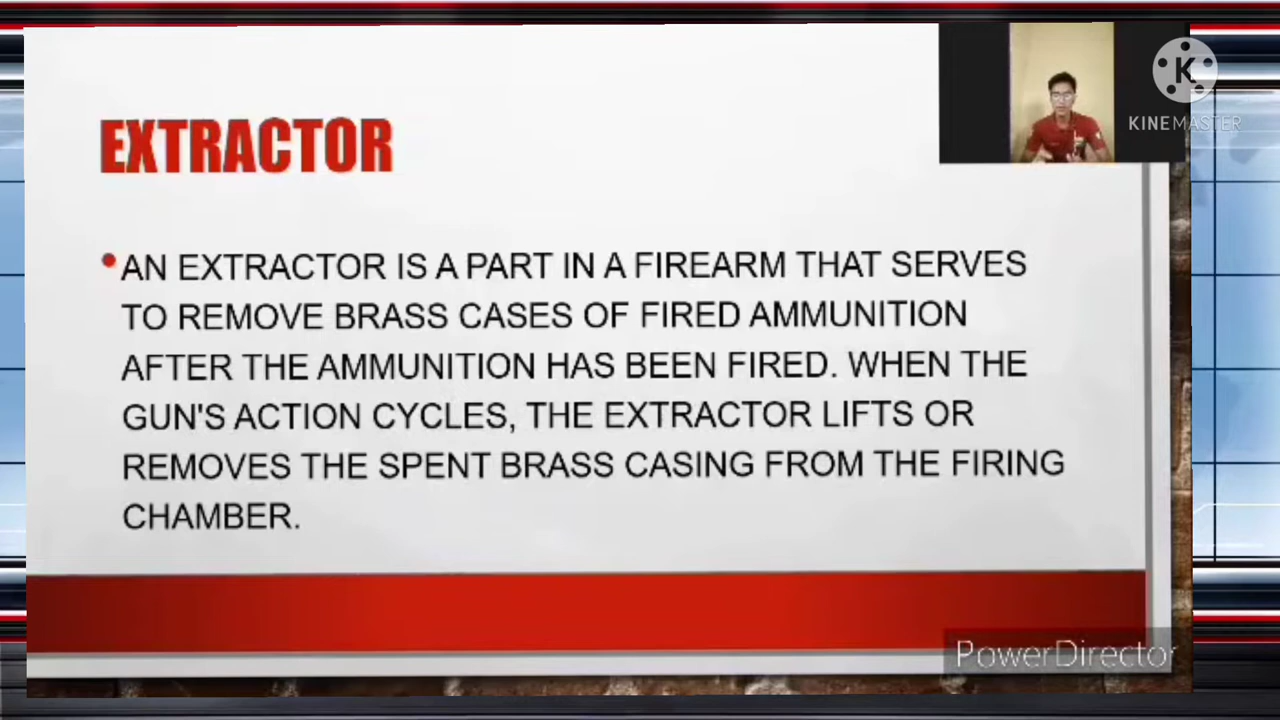 K
KINEMASTER
EXTRACTOR
•AN EXTRACTOR IS A PART IN A FIREARM THAT SERVES
TO REMOVE BRASS CASES OF FIRED AMMUNITION
AFTER THE AMMUNITION HAS BEEN FIRED. WHEN THE
GUN'S ACTION CYCLES, THE EXTRACTOR LIFTS OR
REMOVES THE SPENT BRASS CASING FROM THE FIRING
CHAMBER.
PowerDirector